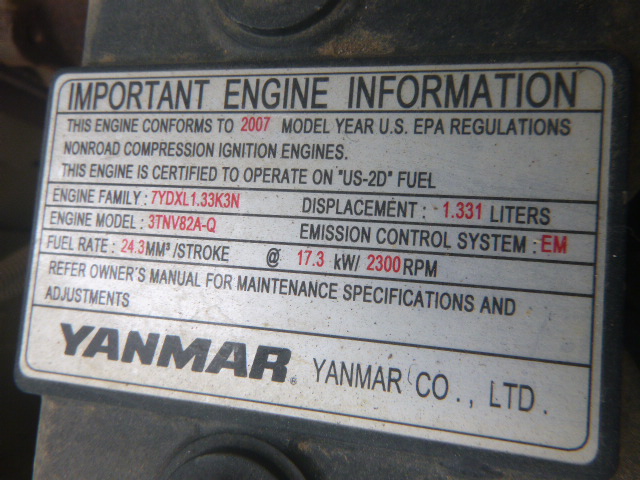 IMPORTANT ENGINE INFORMATION
THIS ENGINE CONFORMS TO 2007 MODEL YEAR U.S. EPA REGULATIONS
NONROAD COMPRESSION IGNITION ENGINES.
THIS ENGINE IS CERTIFIED TO OPERATE ON "US-2D" FUEL
ENGINE FAMILY : 7YDXL1.33K3N DISPLACEMENT : 1.331 LITERS
ENGINE MODEL : 3TNV82A-Q EMISSION CONTROL SYSTEM : EM
FUEL RATE : 24.3MM³/STROKE @ 17.3 kW/ 2300RPM
REFER OWNER'S MANUAL FOR MAINTENANCE SPECIFICATIONS AND
ADJUSTMENTS
YANMAR® YANMAR CO., LTD.